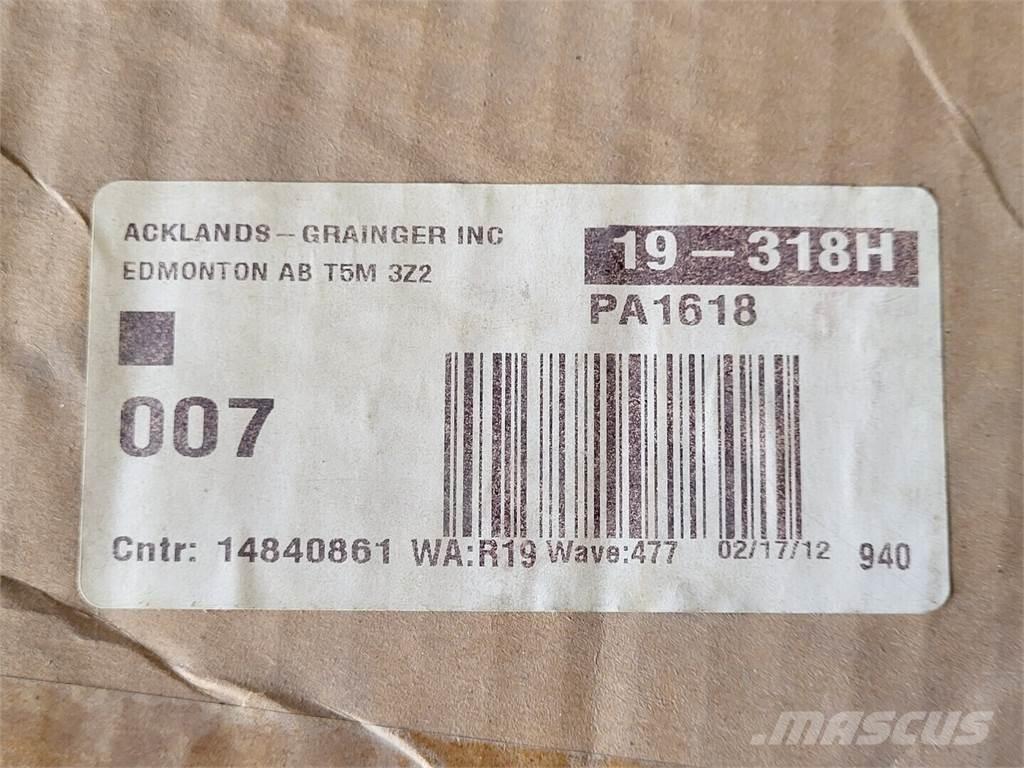 ACKLANDS-GRAINGER INC
EDMONTON AB T5M 3Z2
19-318H
PA1618
007
Cntr: 14840861 WA:R19 Wave:477 02/17/12 940
MASCUS